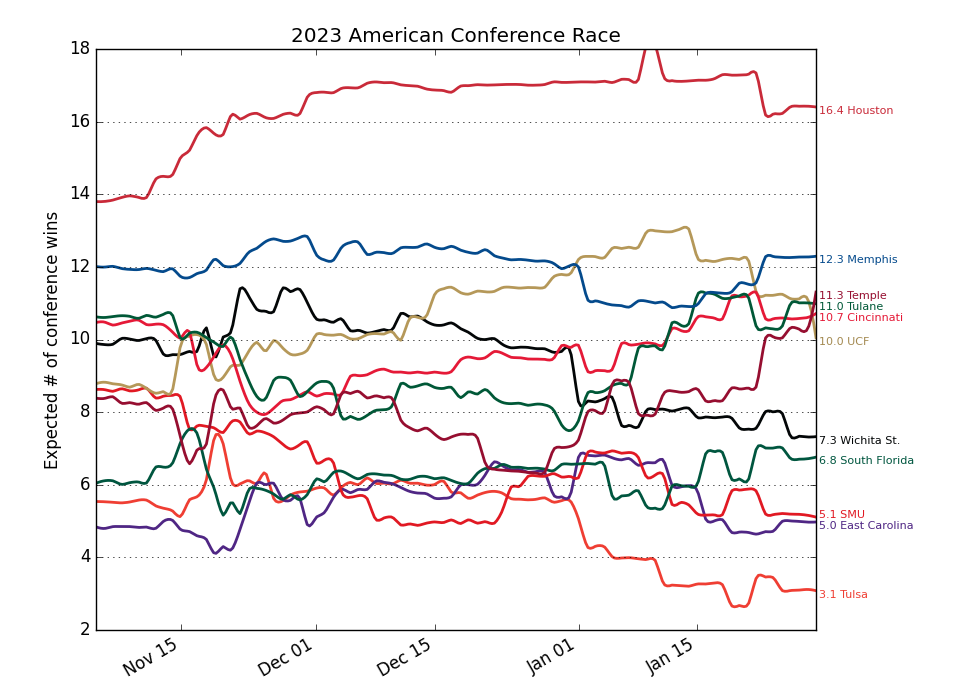 2023 American Conference Race
Expected # of conference wins
18
16
14
12
10
8
6
4
2
Nov 15
Dec 01
Dec 15
Jan 01
Jan 15
16.4 Houston
12.3 Memphis
11.3 Temple
11.0 Tulane
10.7 Cincinnati
10.0 UCF
7.3 Wichita St.
6.8 South Florida
5.1 SMU
5.0 East Carolina
3.1 Tulsa